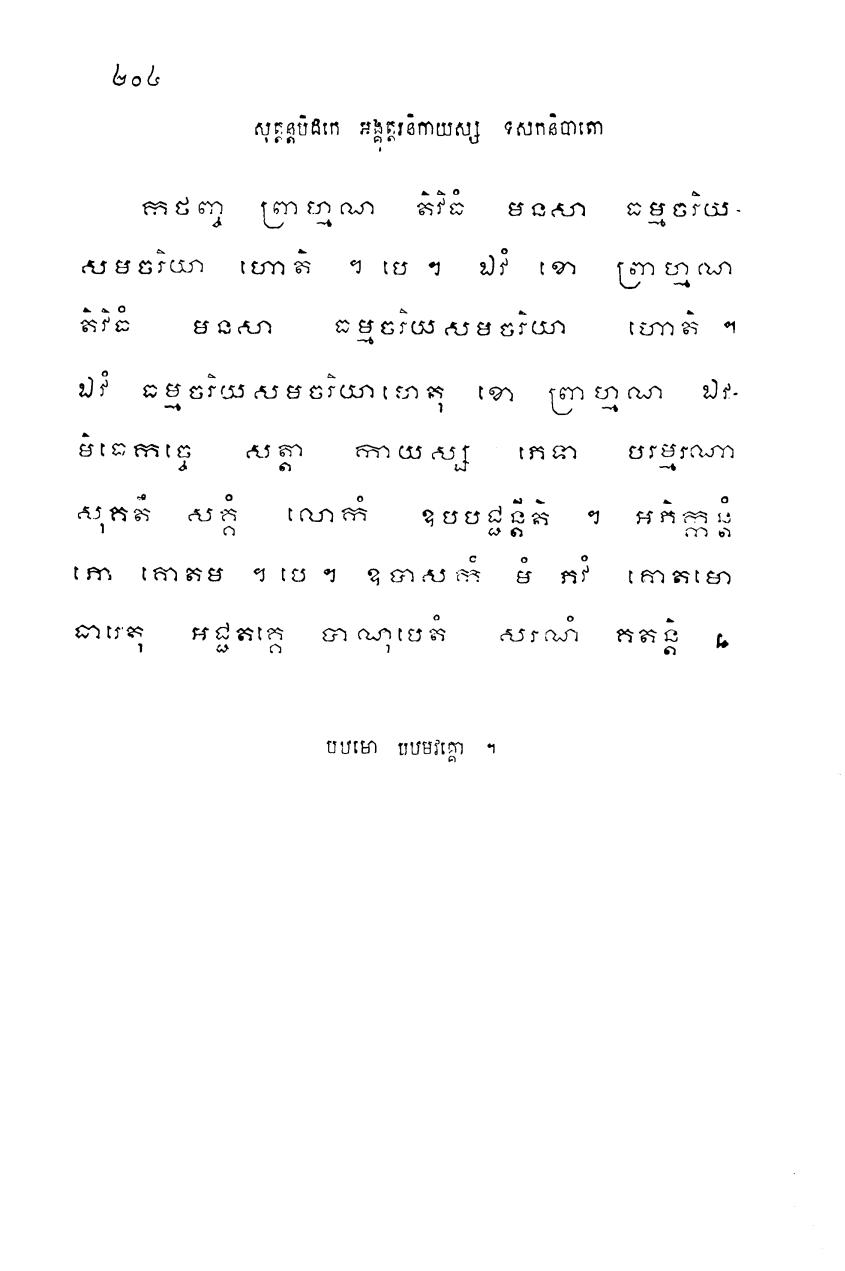 ២០៤
សុត្តន្តបិដកេ អង្គុត្តរនិកាយស្ស ទសកនិបាតោ
កថញ្ច ព្រាហ្មណ តិវិធំ មនសា ធម្មចរិយ-
សមចរិយា ហោតិ ។ បេ ។ ឯវំ ខោ ព្រាហ្មណ
តិវិធំ មនសា ធម្មចរិយសមចរិយា ហោតិ ។
ឯវំ ធម្មចរិយសមចរិយាហេតុ ខោ ព្រាហ្មណ ឯវ-
មិធេកច្ចេ សត្តា កាយស្ស ភេទា បរម្មរណា
សុគតឹ សគ្គំ លោកំ ឧបបជ្ជន្តីតិ ។ អភិក្កន្តំ
ភោ គោតម ។ បេ ។ ឧបាសកំ មំ ភវំ គោតមោ
ធារេតុ អជ្ជតគ្គេ បាណុបេតំ សរណំ គតន្តិ ៕
បឋមោ បឋមវគ្គោ ។